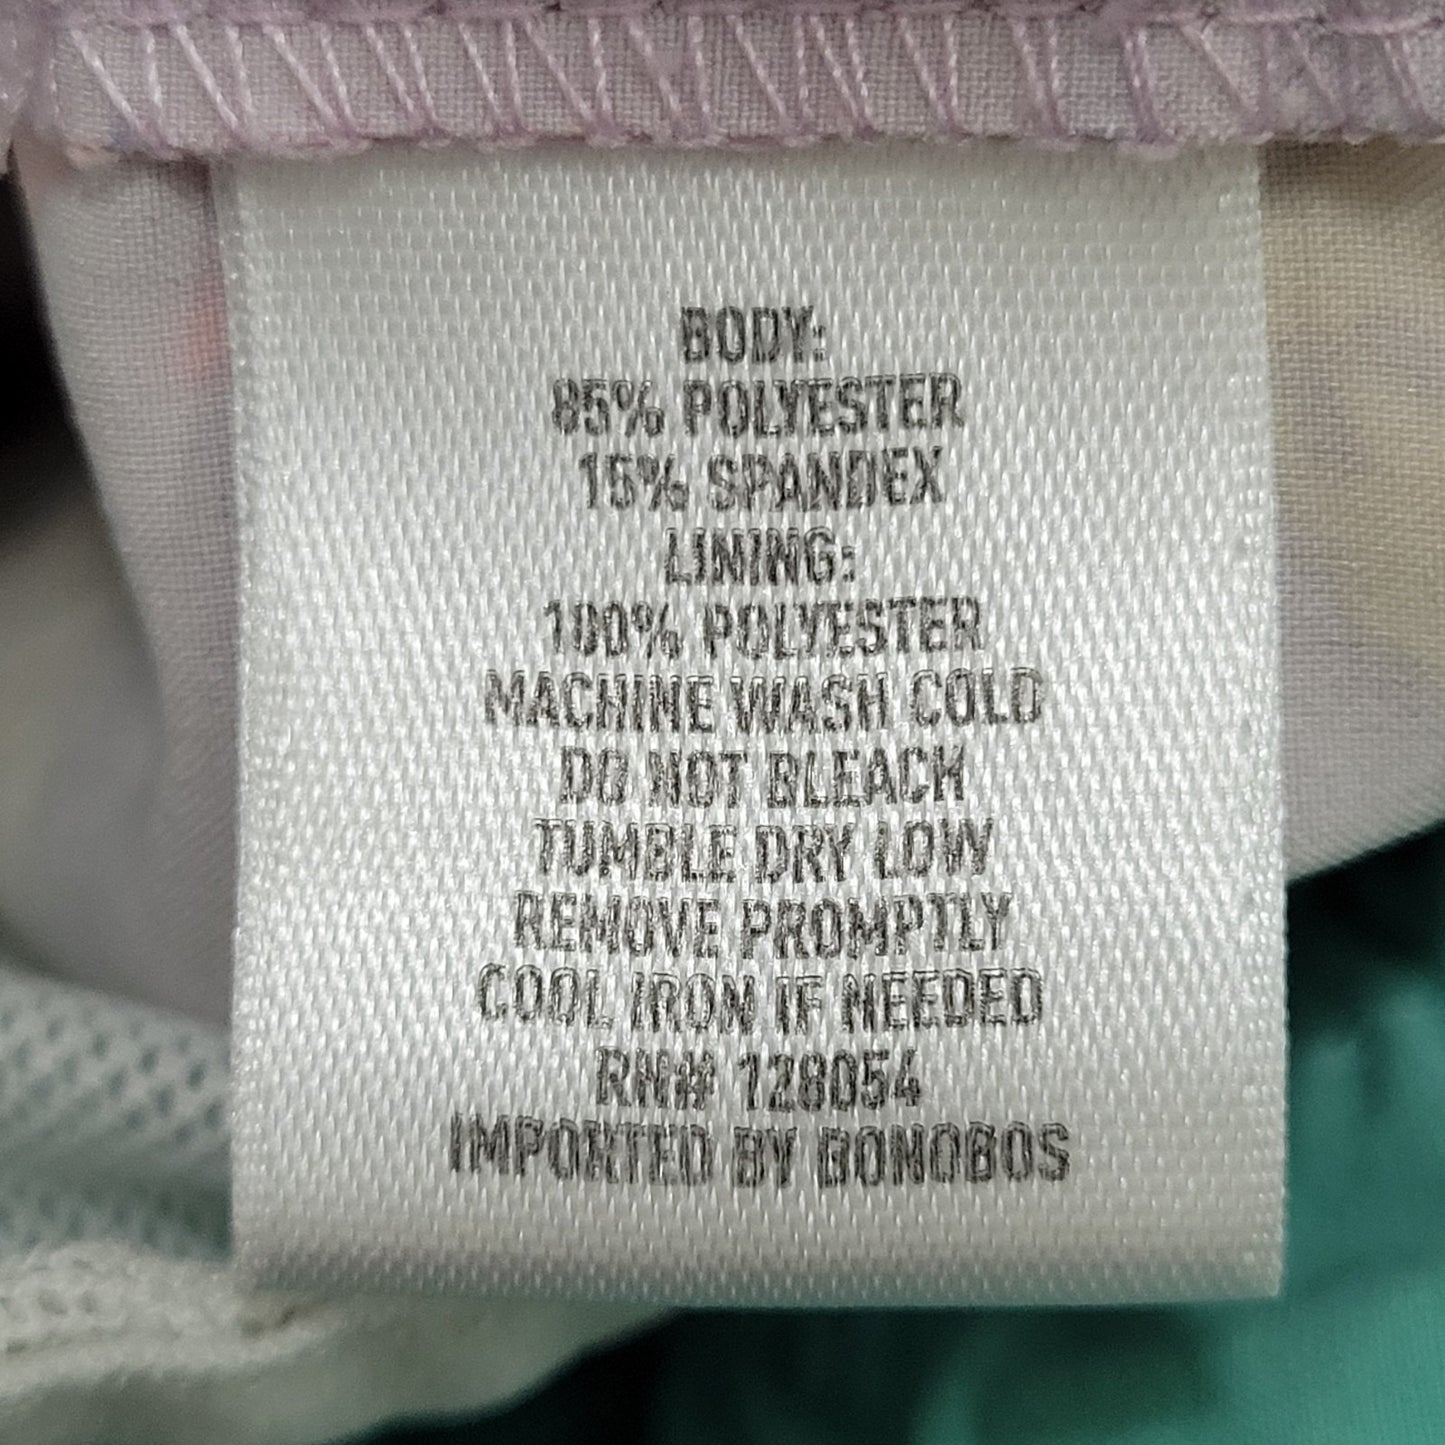 BODY:
85% POLYESTER
15% SPANDEX
LINING:
100% POLYESTER
MACHINE WASH COLD
DO NOT BLEACH
TUMBLE DRY LOW
REMOVE PROMPTLY
COOL IRON IF NEEDED
RN# 128054
IMPORTED BY BONOBOS